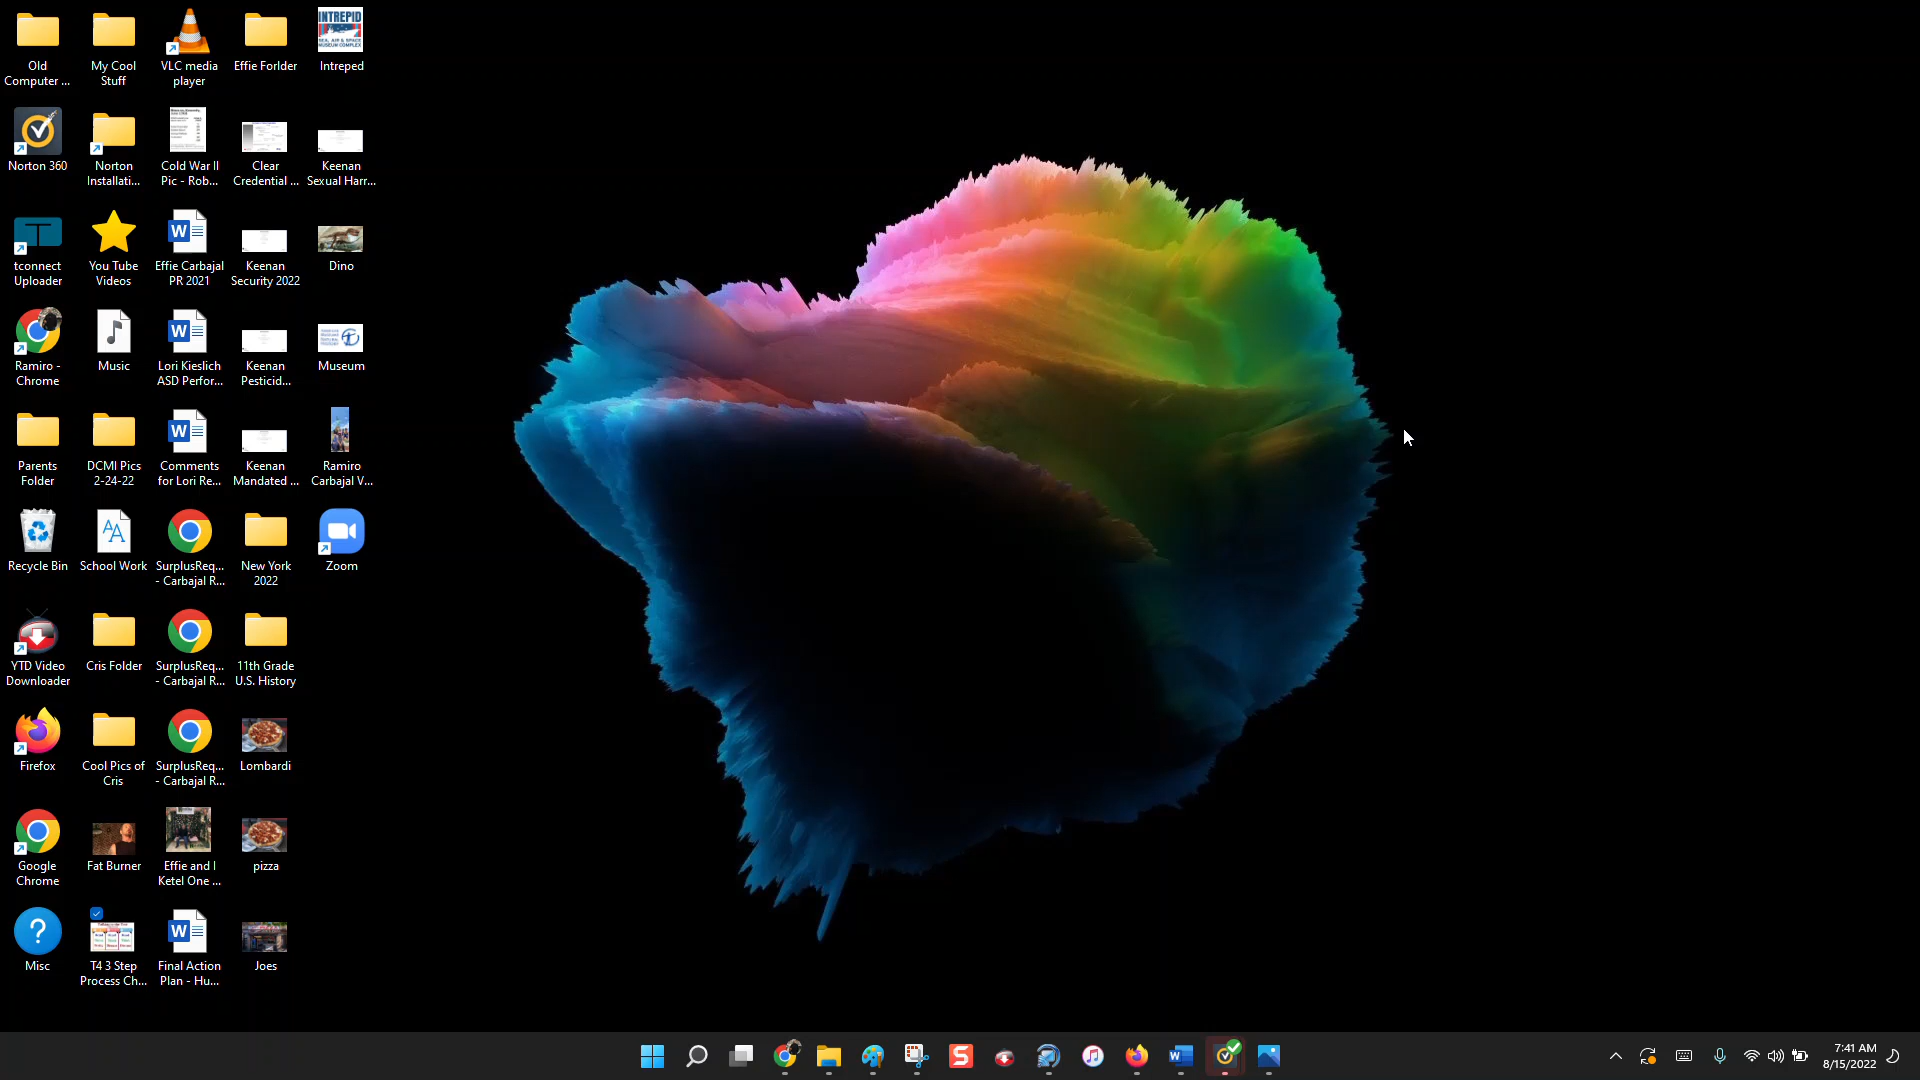 Old
Computer ...
My Cool
Stuff
VLC media
player
Effie Forlder
INTREPID
SEA, AIR & SPACE
MUSEUM COMPLEX
Intreped
Norton 360
Norton
Installati...
Cold War II
Pic - Rob...
Clear
Credential ...
Keenan
Sexual Harr...
T
tconnect
Uploader
You Tube
Videos
W
Effie Carbajal
PR 2021
Keenan
Security 2022
Dino
Ramiro -
Chrome
Music
W
Lori Kieslich
ASD Perfor...
Keenan
Pesticid...
Museum
Parents
Folder
DCMI Pics
2-24-22
W
Comments
for Lori Re...
Keenan
Mandated ...
Ramiro
Carbajal V...
Recycle Bin
AA
School Work
SurplusReq...
- Carbajal R...
New York
2022
Zoom
YTD Video
Downloader
Cris Folder
SurplusReq...
- Carbajal R...
11th Grade
U.S. History
Firefox
Cool Pics of
Cris
SurplusReq...
- Carbajal R...
Lombardi
Google
Chrome
Fat Burner
Effie and I
Ketel One ...
pizza
?
Misc
T4 3 Step
Process Ch...
W
Final Action
Plan - Hu...
Joes
S
W
7:41 AM
8/15/2022